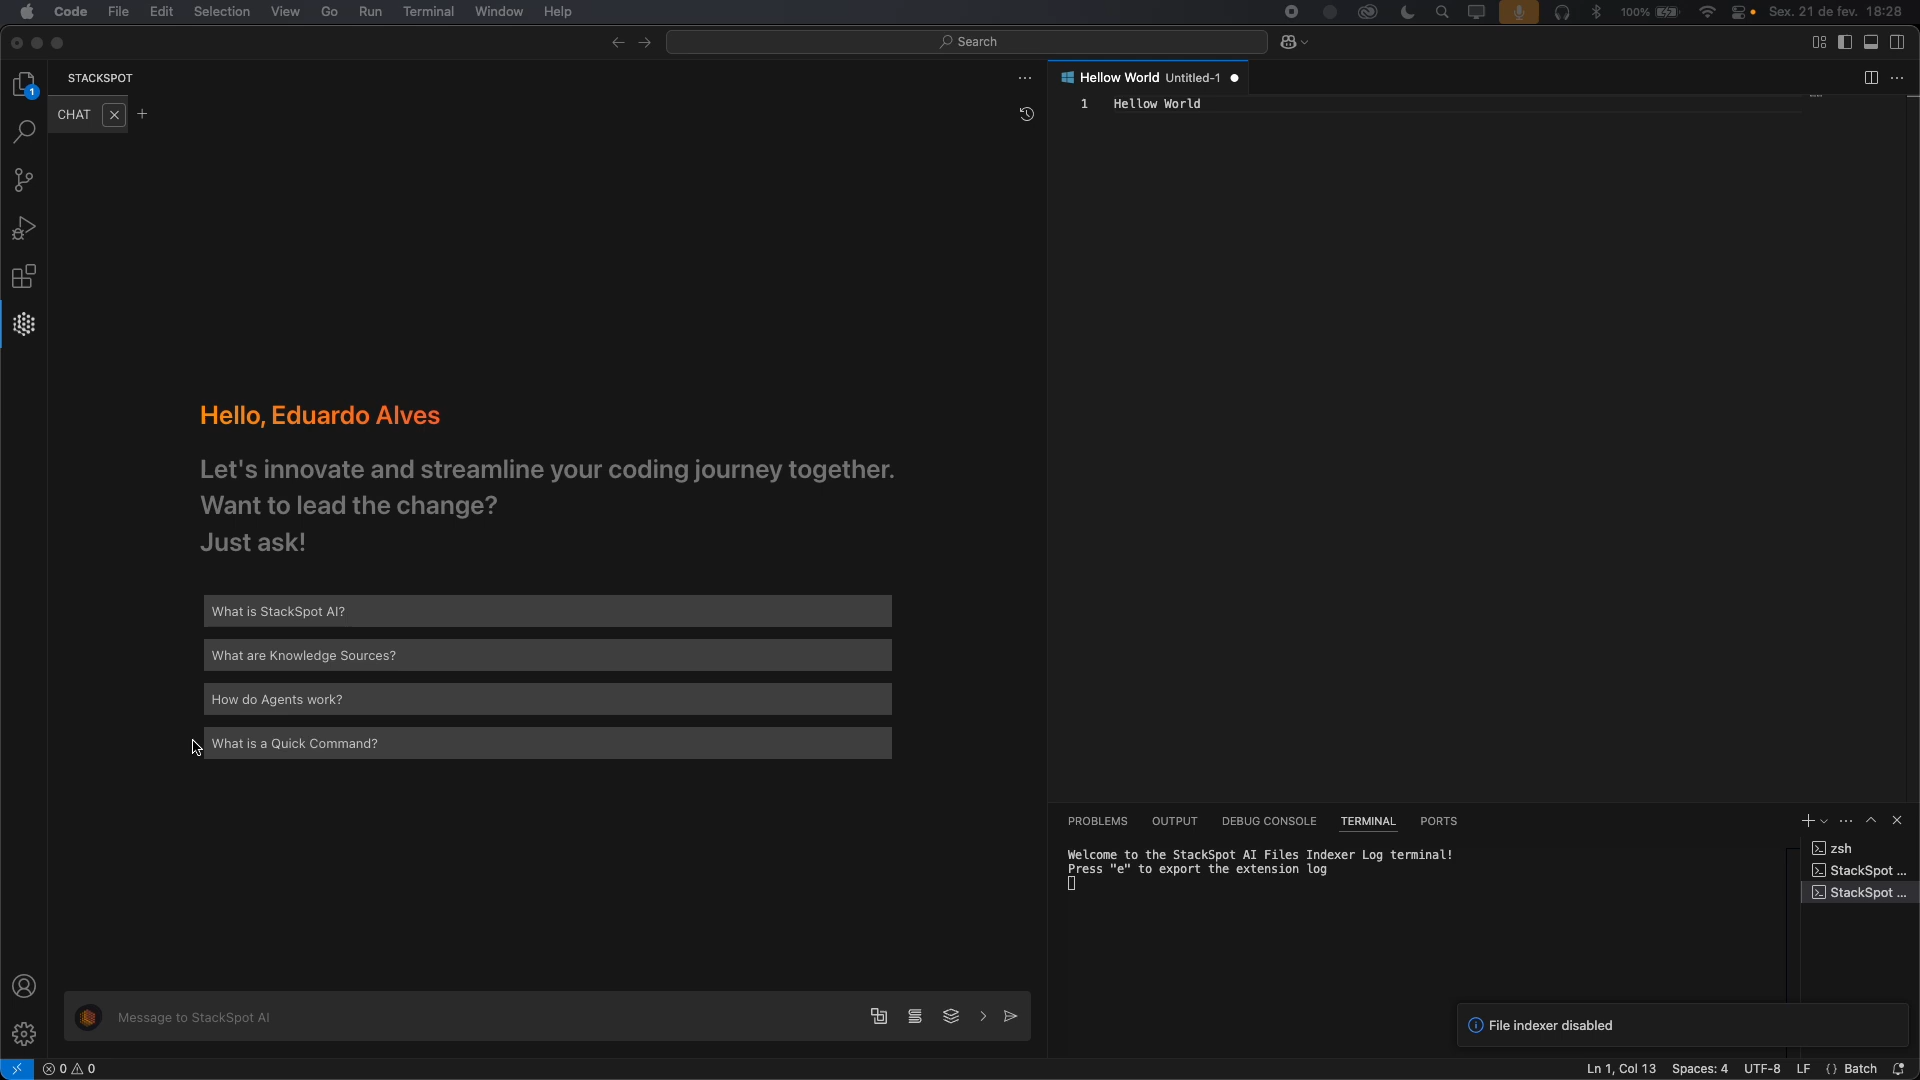 Code File Edit Selection View Go Run Terminal Window Help
100% Sex. 21 de fev. 18:28
Search
1
STACKSPOT
CHAT
Hello, Eduardo Alves
Let's innovate and streamline your coding journey together.
Want to lead the change?
Just ask!
What is StackSpot AI?
What are Knowledge Sources?
How do Agents work?
What is a Quick Command?
Message to StackSpot AI
Hellow World Untitled-1
1 Hellow World
PROBLEMS OUTPUT DEBUG CONSOLE TERMINAL PORTS
Welcome to the StackSpot AI Files Indexer Log terminal!
Press "e" to export the extension log
zsh
StackSpot ...
StackSpot ...
File indexer disabled
0 0
Ln 1, Col 13 Spaces: 4 UTF-8 LF {} Batch